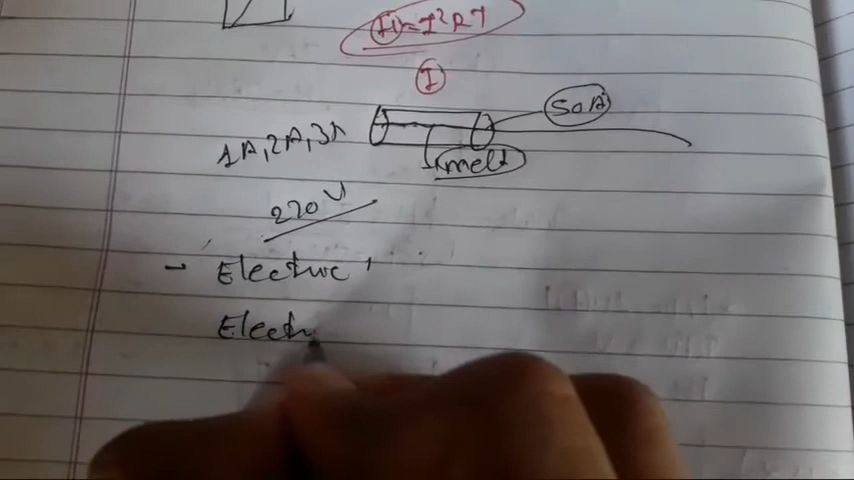 H=I²RT
I
50A
1A,2A,3A
melt
220V
- Electric
Elect